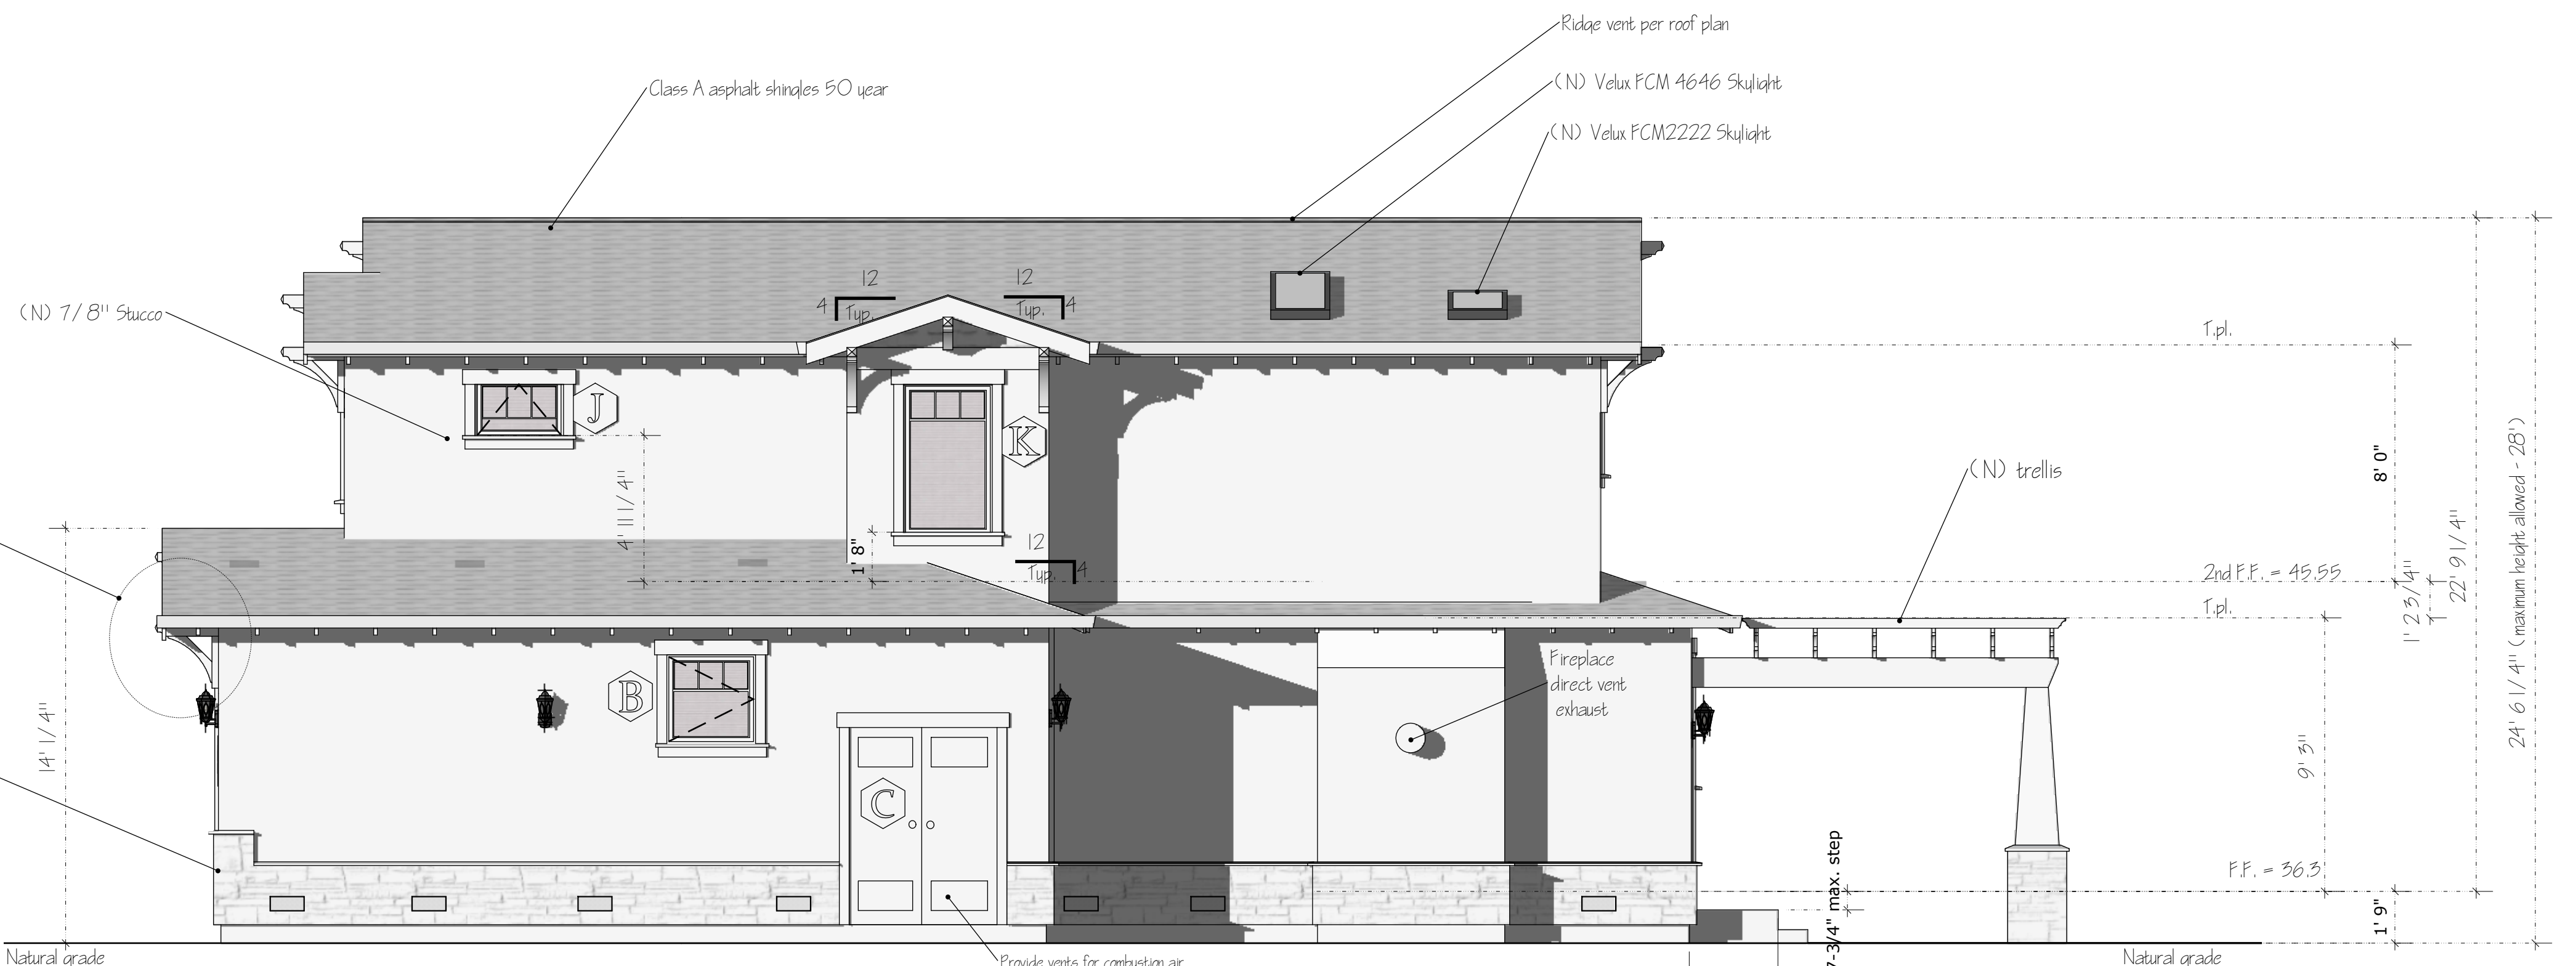 Ridge vent per roof plan
Class A asphalt shingles 50 year
(N) Velux FCM 4646 Skylight
(N) Velux FCM2222 Skylight
12
4
Typ.
12
4
Typ.
(N) 7/8" Stucco
T.pl.
J
K
8' 0"
(N) trellis
4' 11 1/4"
1' 8"
12
4
Typ.
2nd F.F. = 45.55
T.pl.
1' 2 3/4"
22' 9 1/4"
24' 6 1/4" (maximum height allowed - 28')
B
Fireplace
direct vent
exhaust
14' 1/4"
9' 3"
C
F.F. = 36.3
7-3/4" max. step
1' 9"
Natural grade
Provide vents for combustion air
Natural grade